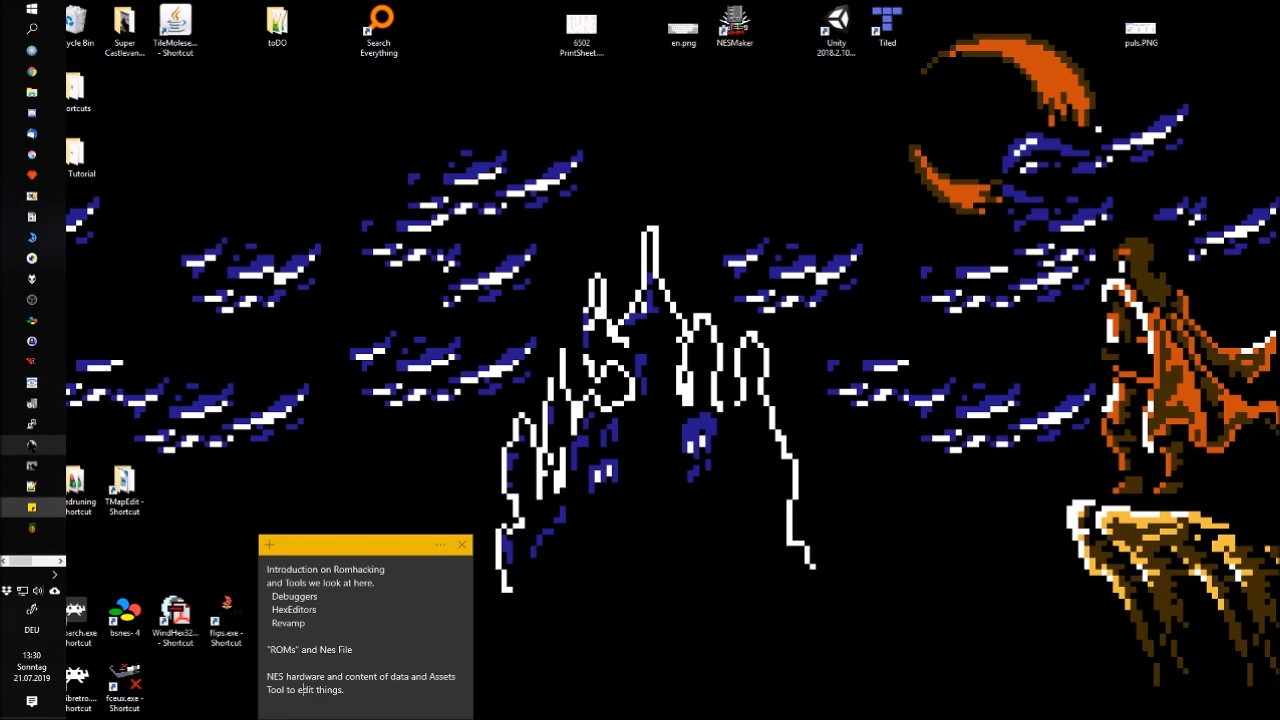 cycle Bin
Super
Castlevan...
TileMolese...
- Shortcut
toDO
Search
Everything
6502
PrintSheet....
en.png
NESMaker
Unity
2018.2.10...
Tiled
puls.PNG
ortcuts
Tutorial
edruning
hortcut
TMapEdit -
Shortcut
Introduction on Romhacking
and Tools we look at here.
Debuggers
HexEditors
Revamp
"ROMs" and Nes File
NES hardware and content of data and Assets
Tool to edit things.
arch.exe
hortcut
bsnes- 4
WindHex32...
- Shortcut
flips.exe -
Shortcut
ibretro....
hortcut
fceux.exe -
Shortcut
DEU
13:30
Sonntag
21.07.2019